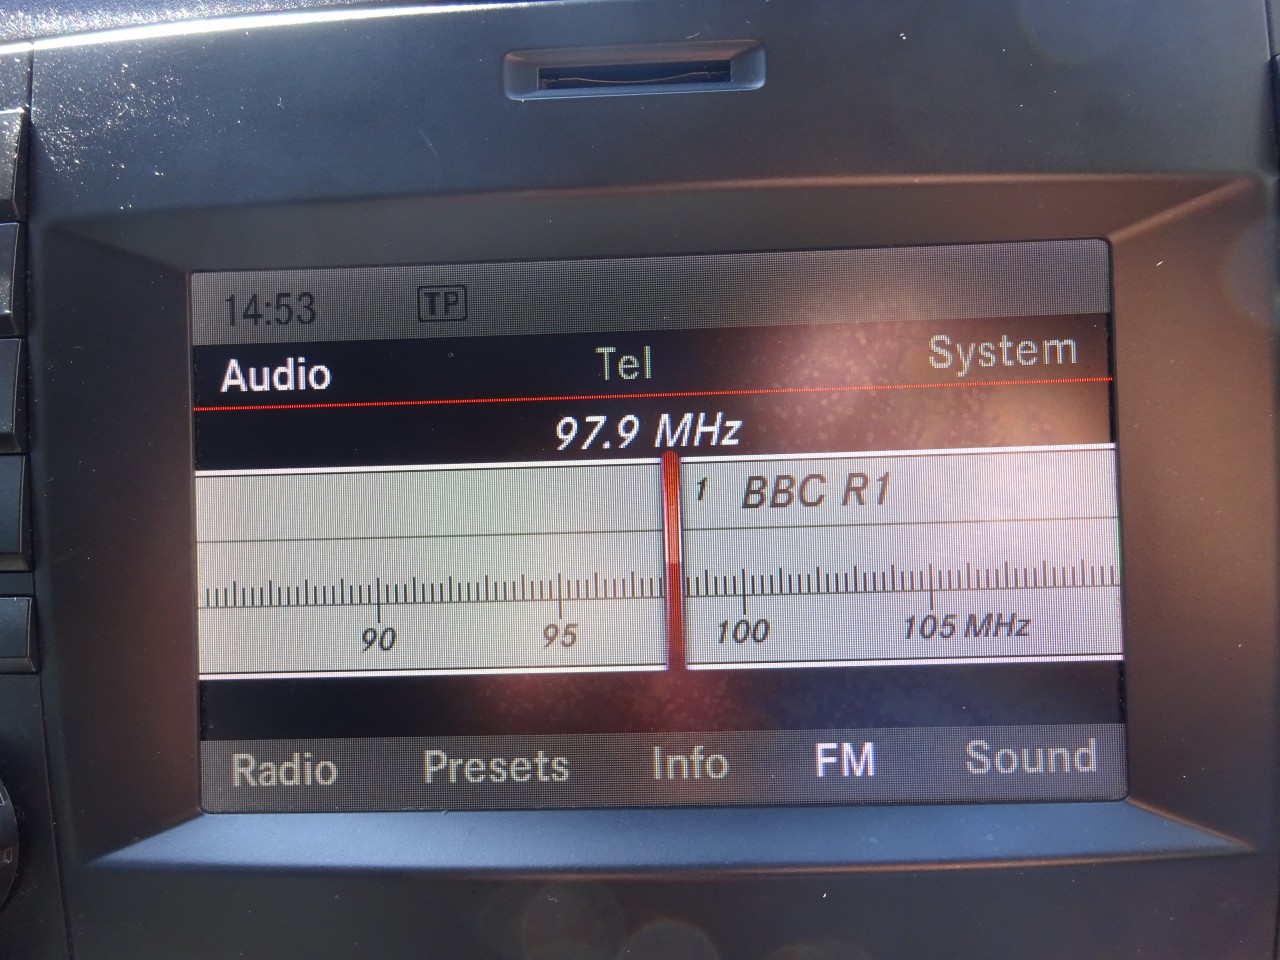 14:53 TP
Audio Tel System
97.9 MHz
1 BBC R1
90 95 100 105 MHz
Radio Presets Info FM Sound